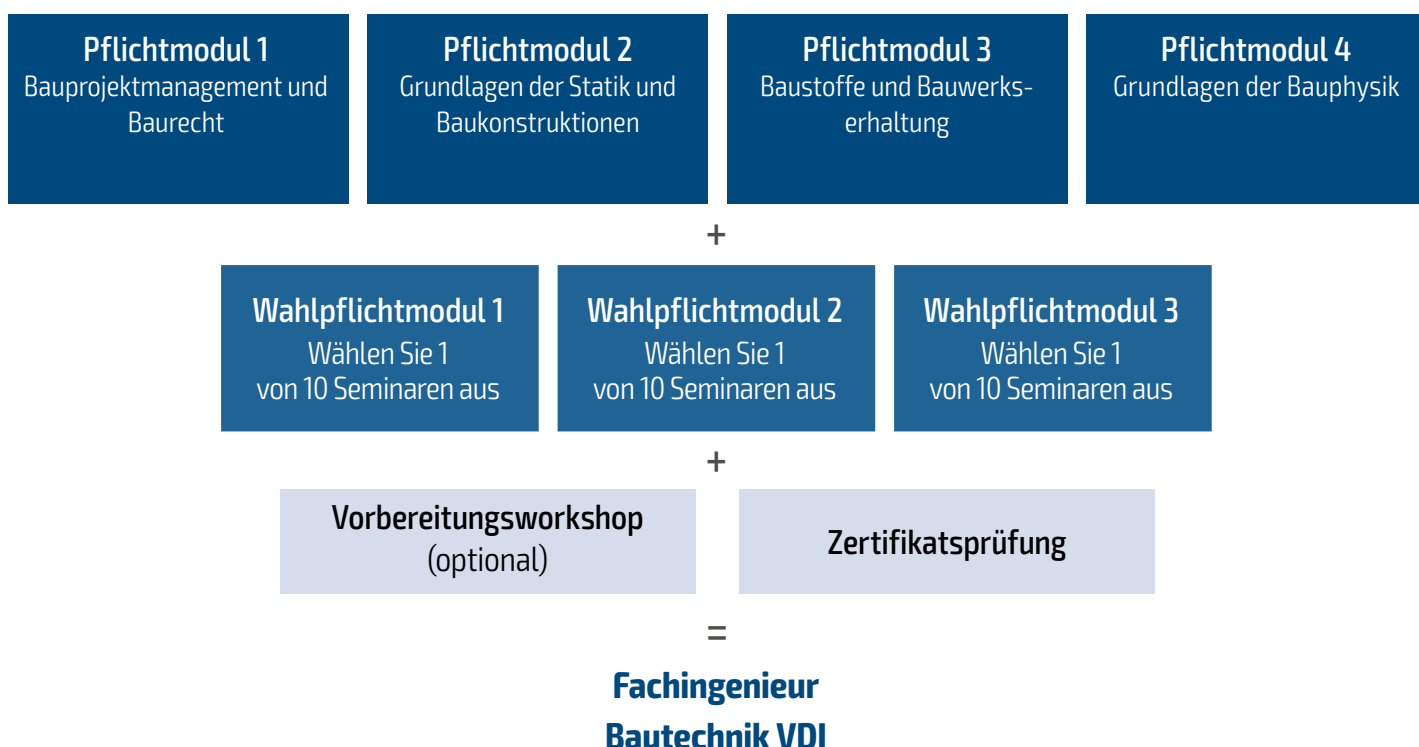 Pflichtmodul 1
Bauprojektmanagement und
Baurecht
Pflichtmodul 2
Grundlagen der Statik und
Baukonstruktionen
Pflichtmodul 3
Baustoffe und Bauwerks-
erhaltung
Pflichtmodul 4
Grundlagen der Bauphysik
+
Wahlpflichtmodul 1
Wählen Sie 1
von 10 Seminaren aus
Wahlpflichtmodul 2
Wählen Sie 1
von 10 Seminaren aus
Wahlpflichtmodul 3
Wählen Sie 1
von 10 Seminaren aus
+
Vorbereitungsworkshop
(optional)
Zertifikatsprüfung
=
Fachingenieur
Bautechnik VDI